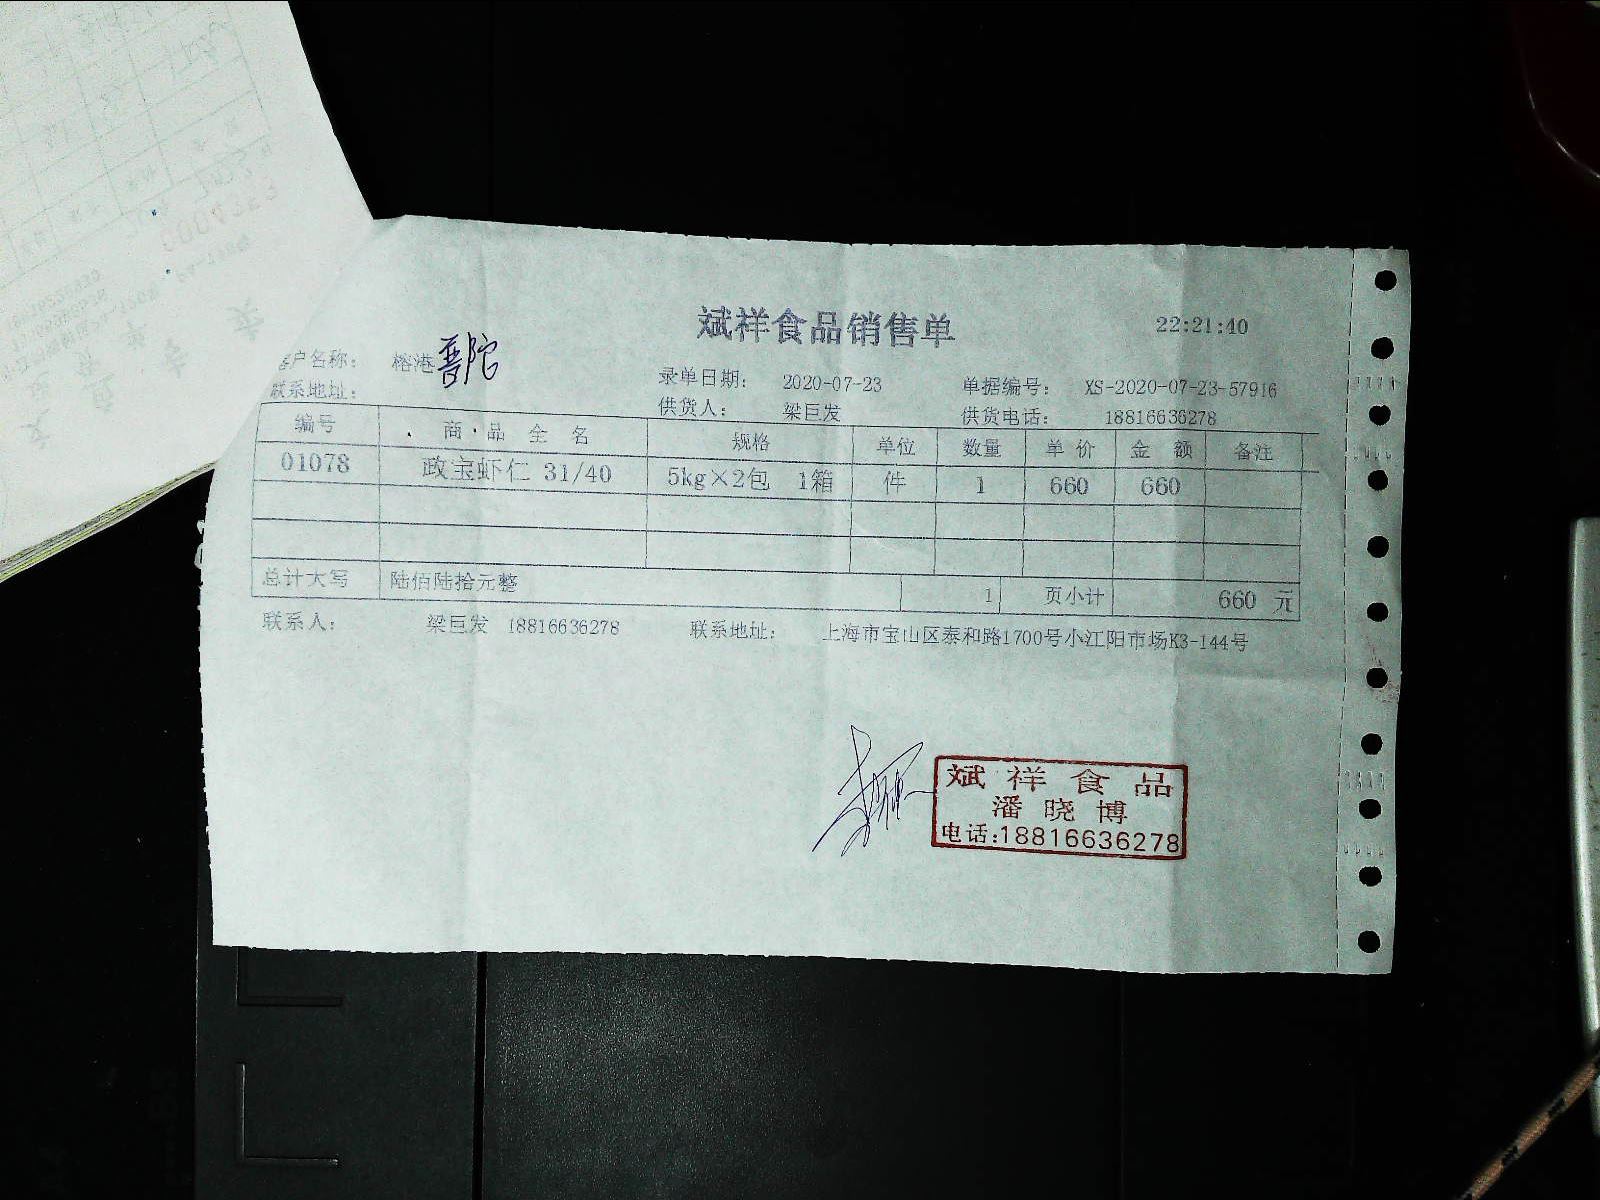 斌祥食品销售单
22:21:40
客户名称： 榕港 普陀
录单日期： 2020-07-23 单据编号： XS-2020-07-23-57916
联系地址：
供货人： 梁巨发 供货电话： 18816636278
编号 商.品 全 名 规格 单位 数量 单 价 金 额 备注
01078 政宝虾仁 31/40 5kg×2包 1箱 件 1 660 660
总计大写 陆佰陆拾元整 1 页小计 660 元
联系人： 梁巨发 18816636278 联系地址： 上海市宝山区泰和路1700号小江阳市场K3-144号
斌祥食品
潘晓博
电话:18816636278